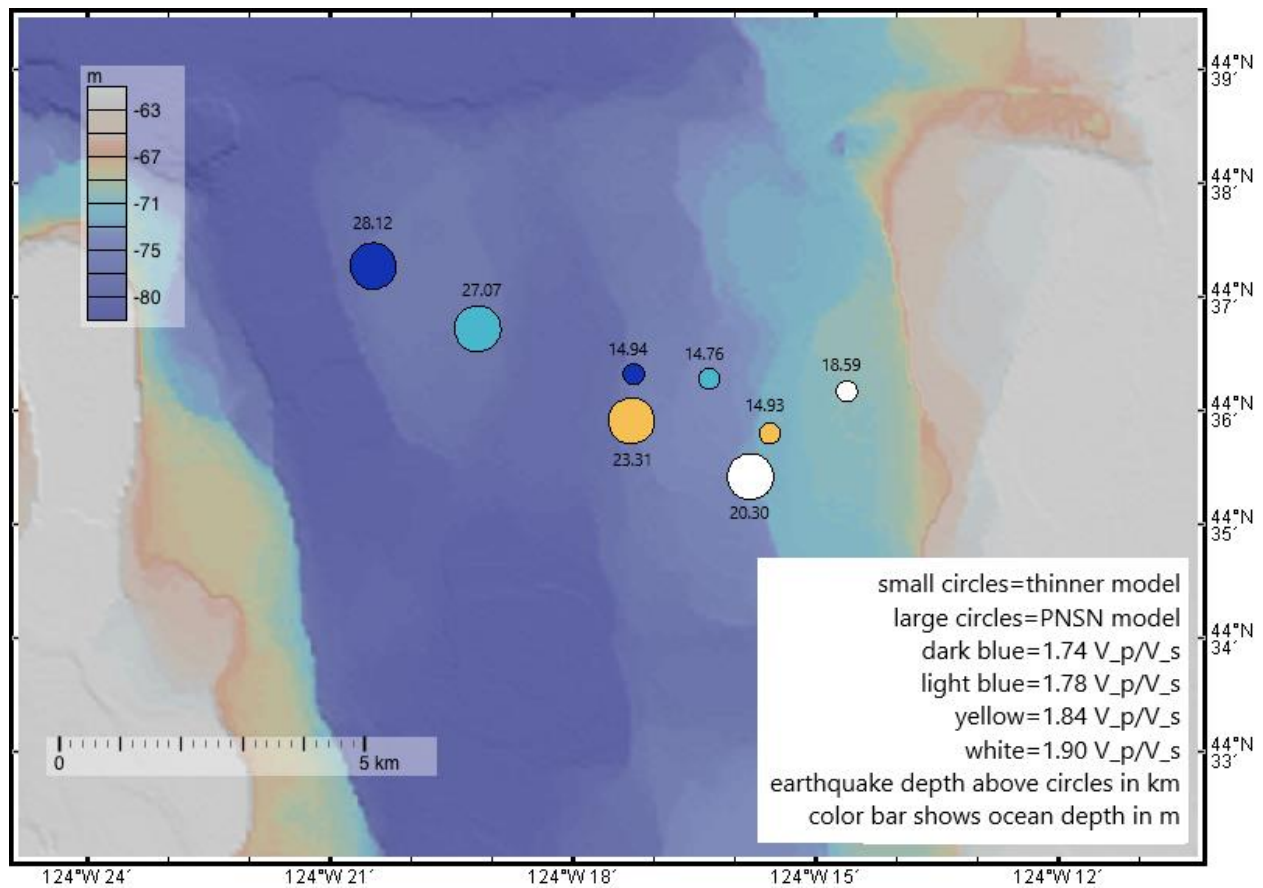 m
-63
-67
-71
-75
-80
28.12
27.07
14.94
14.76
18.59
14.93
23.31
20.30
44°N
39´
44°N
38´
44°N
37´
44°N
36´
44°N
35´
44°N
34´
44°N
33´
small circles=thinner model
large circles=PNSN model
dark blue=1.74 V_p/V_s
light blue=1.78 V_p/V_s
yellow=1.84 V_p/V_s
white=1.90 V_p/V_s
earthquake depth above circles in km
color bar shows ocean depth in m
0 5 km
124°W 24´ 124°W 21´ 124°W 18´ 124°W 15´ 124°W 12´